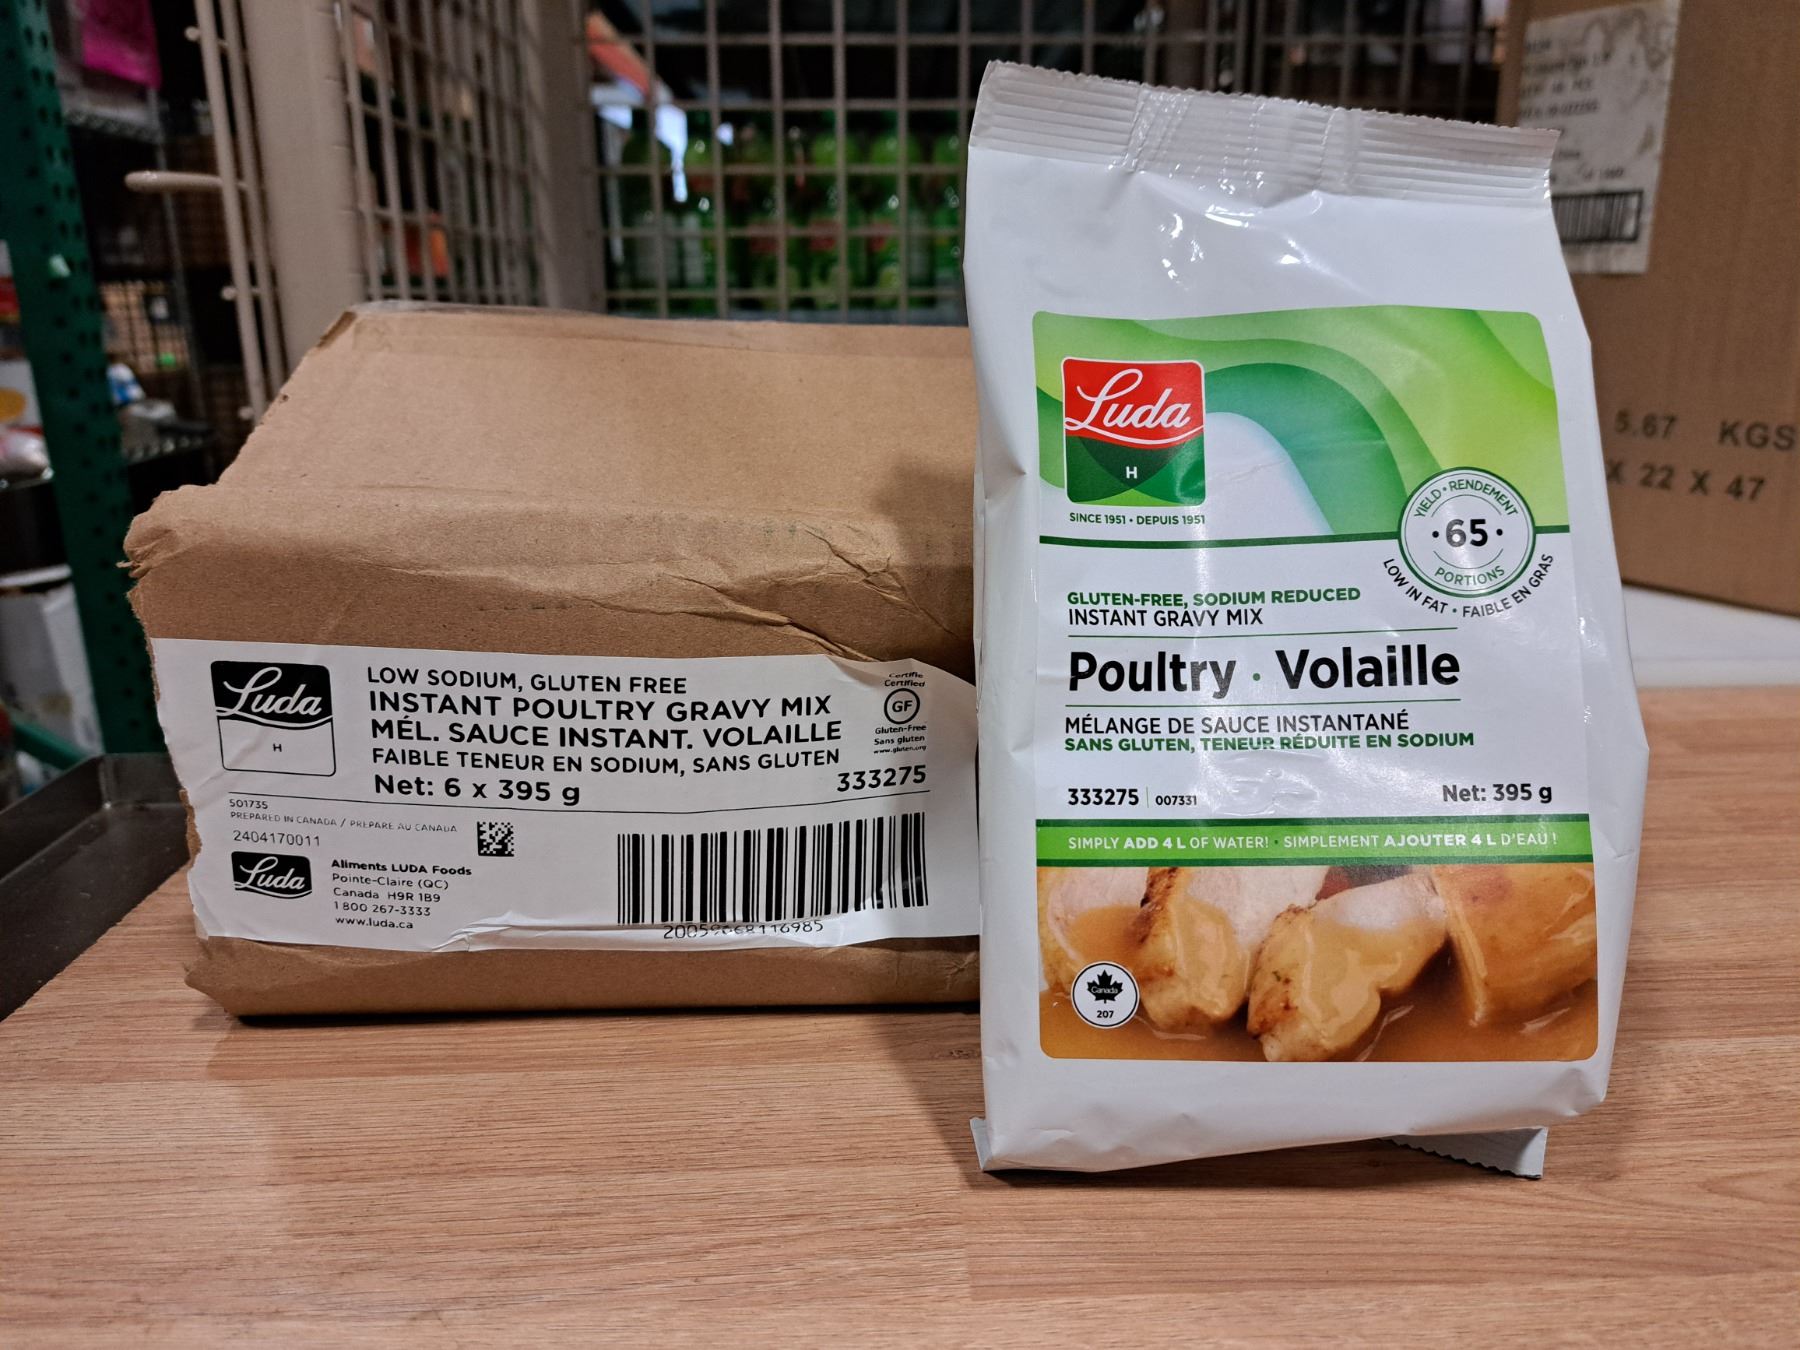 Luda
H
LOW SODIUM, GLUTEN FREE
INSTANT POULTRY GRAVY MIX
MÉL. SAUCE INSTANT. VOLAILLE
FAIBLE TENEUR EN SODIUM, SANS GLUTEN
Net: 6 x 395 g
333275
Certifié
Certified
GF
Gluten-Free
Sans gluten
www.gluten.org
501735
PREPARED IN CANADA / PRÉPARÉ AU CANADA
2404170011
Luda
Aliments LUDA Foods
Pointe-Claire (QC)
Canada H9R 1B9
1 800 267-3333
www.luda.ca
Luda
H
SINCE 1951 • DEPUIS 1951
YIELD • RENDEMENT
• 65 •
PORTIONS
LOW IN FAT • FAIBLE EN GRAS
GLUTEN-FREE, SODIUM REDUCED
INSTANT GRAVY MIX
Poultry • Volaille
MÉLANGE DE SAUCE INSTANTANÉ
SANS GLUTEN, TENEUR RÉDUITE EN SODIUM
333275 | 007331
Net: 395 g
SIMPLY ADD 4 L OF WATER! • SIMPLEMENT AJOUTER 4 L D'EAU !
Canada
207
5.67 KGS
X 22 X 47